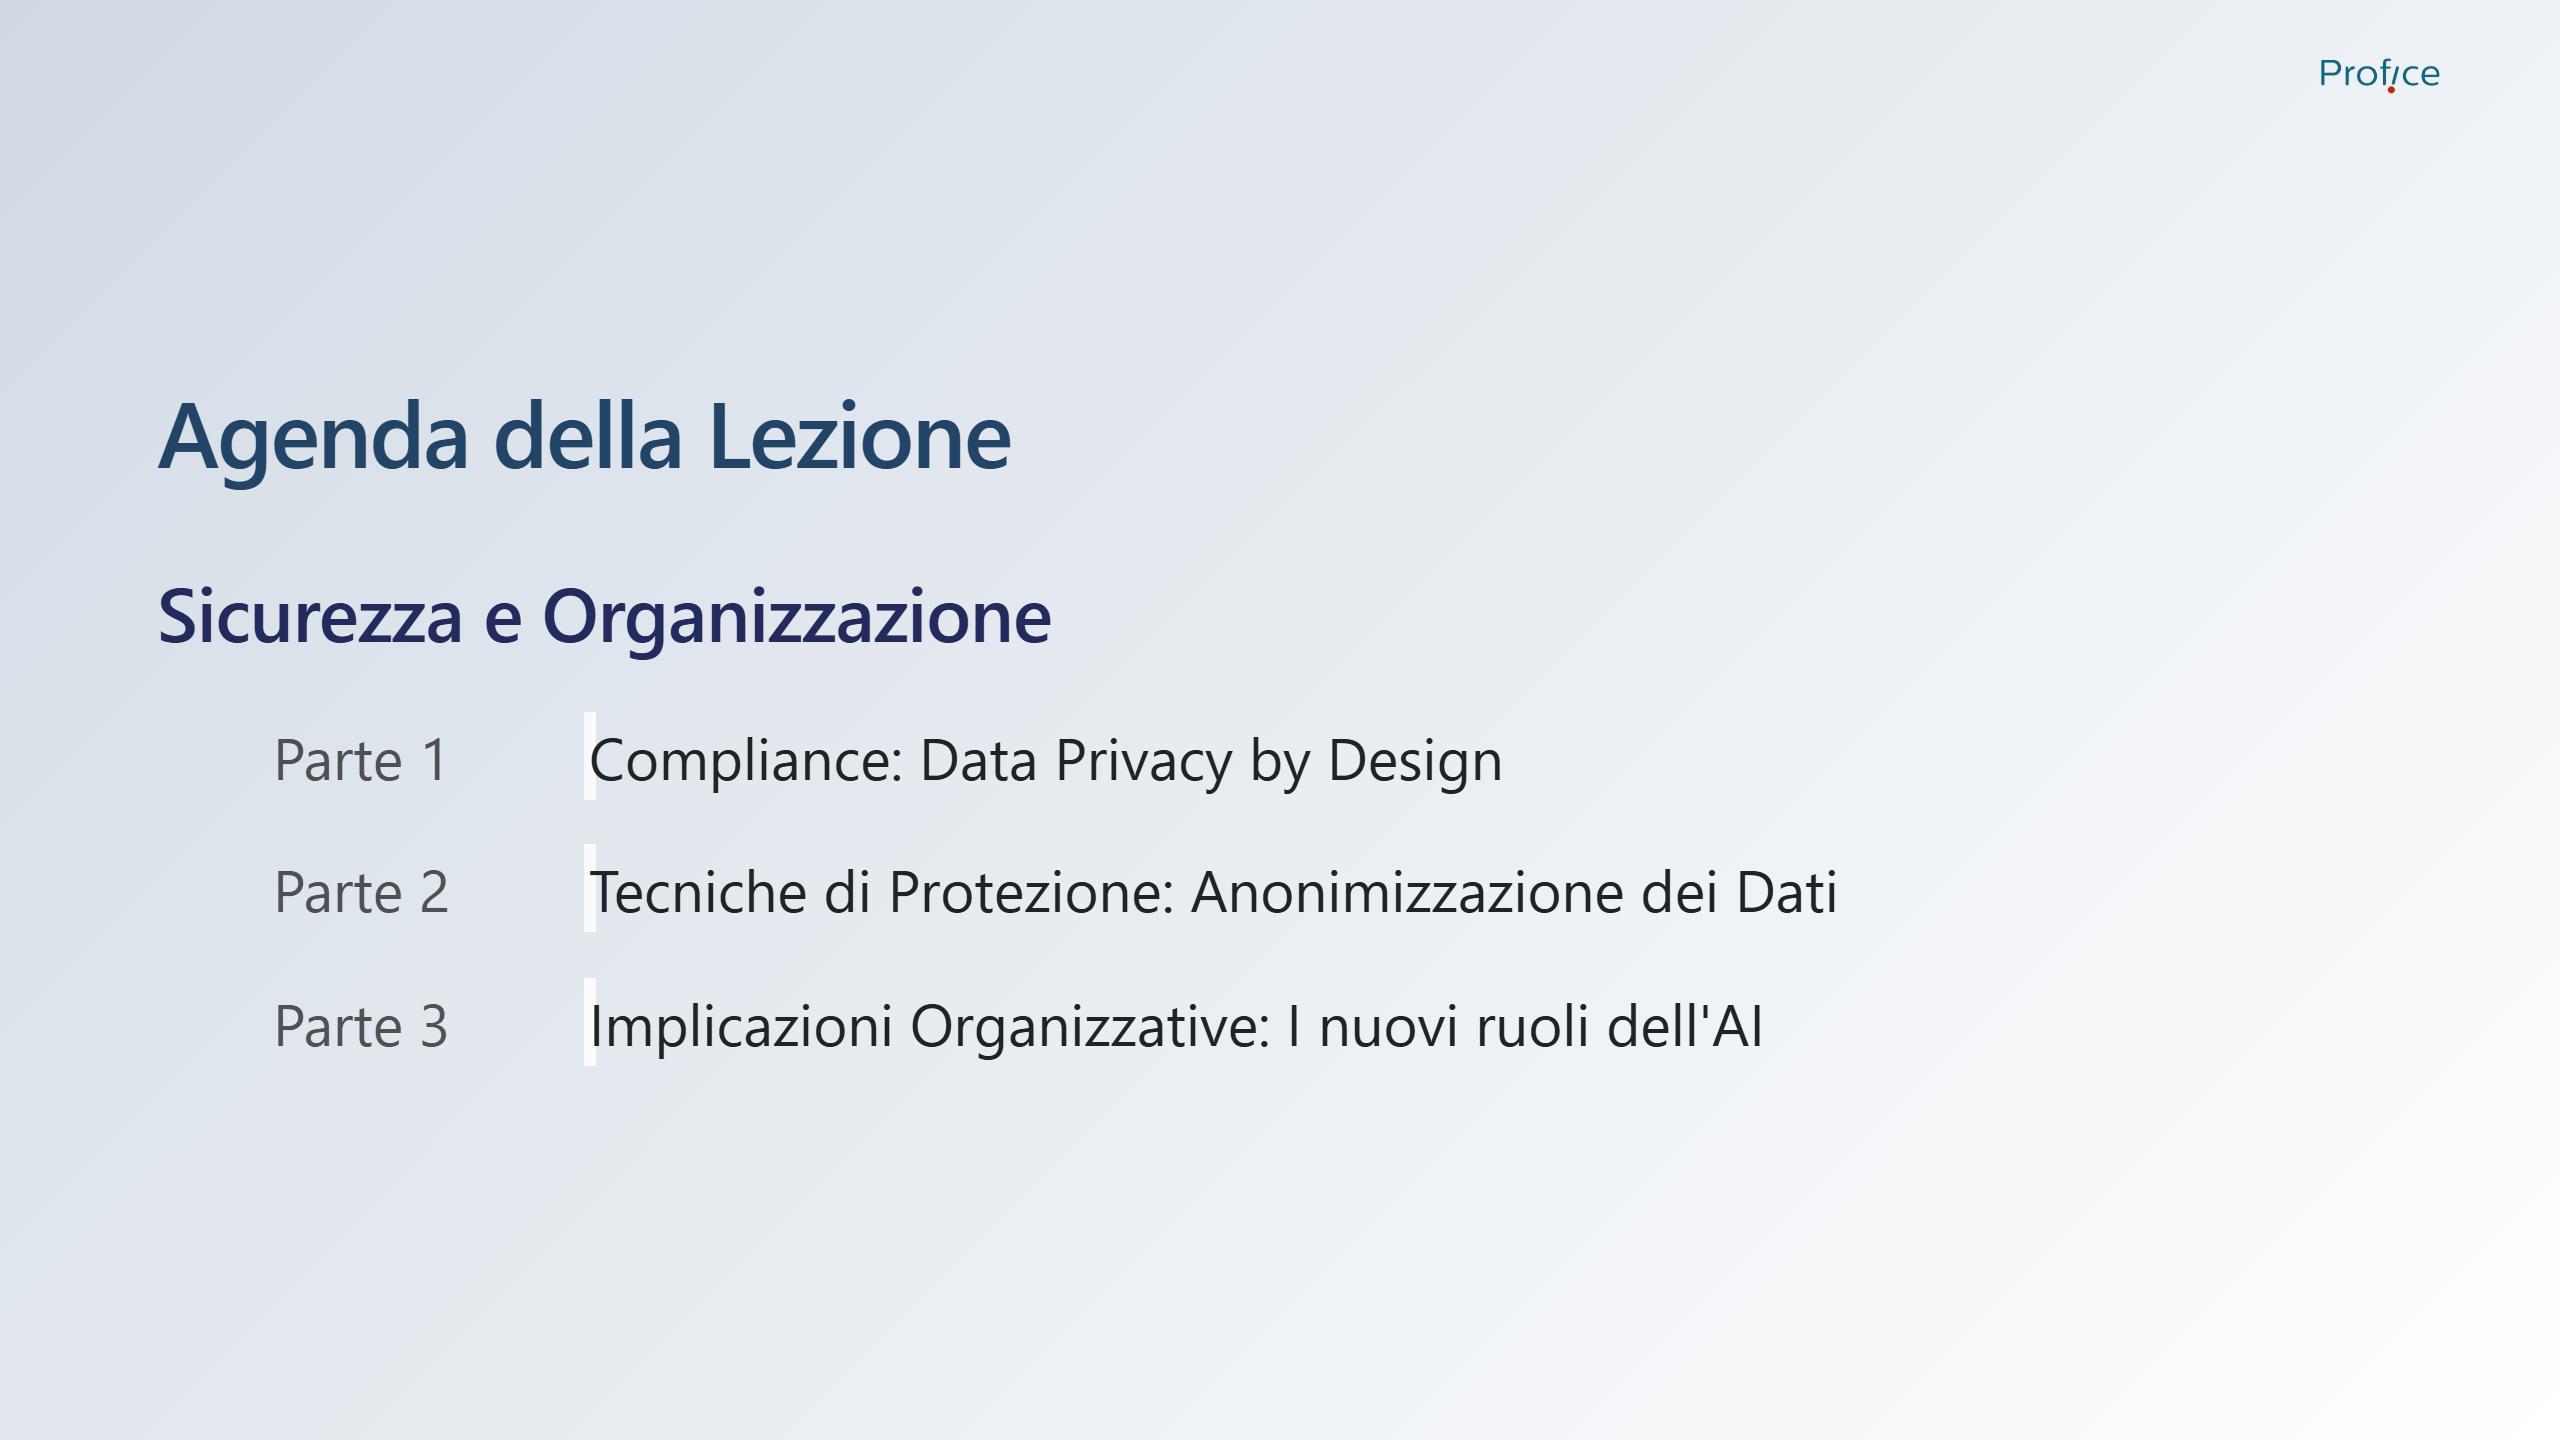 Profice
Agenda della Lezione
Sicurezza e Organizzazione
Parte 1 Compliance: Data Privacy by Design
Parte 2 Tecniche di Protezione: Anonimizzazione dei Dati
Parte 3 Implicazioni Organizzative: I nuovi ruoli dell'AI